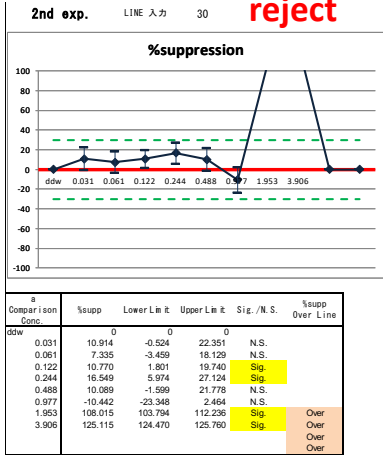 2nd exp. LINE 入力 30 reject
%suppression
100
80
60
40
20
0
-20
-40
-60
-80
-100
ddw 0.031 0.061 0.122 0.244 0.488 0.977 1.953 3.906
a Comparison Conc. %supp LowerLimit UpperLimit Sig./N.S. %supp Over Line
ddw 0 0 0
0.031 10.914 -0.524 22.351 N.S.
0.061 7.335 -3.459 18.129 N.S.
0.122 10.770 1.801 19.740 Sig.
0.244 16.549 5.974 27.124 Sig.
0.488 10.089 -1.599 21.778 N.S.
0.977 -10.442 -23.348 2.464 N.S.
1.953 108.015 103.794 112.236 Sig. Over
3.906 125.115 124.470 125.760 Sig. Over
Over
Over